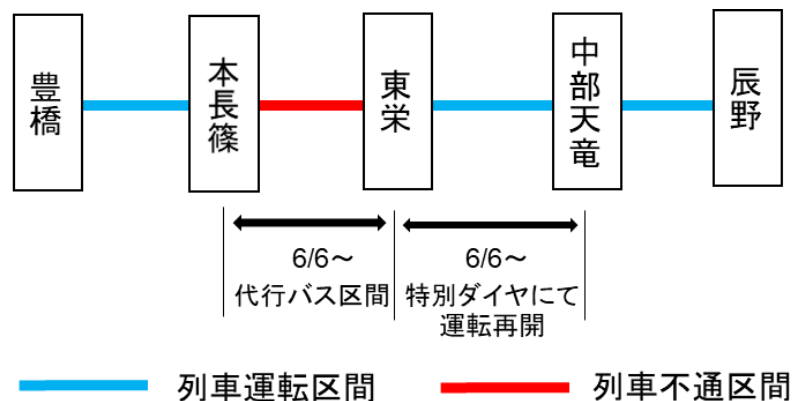 豊橋
本長篠
東栄
中部天竜
辰野
6/6～
代行バス区間
6/6～
特別ダイヤにて
運転再開
列車運転区間
列車不通区間